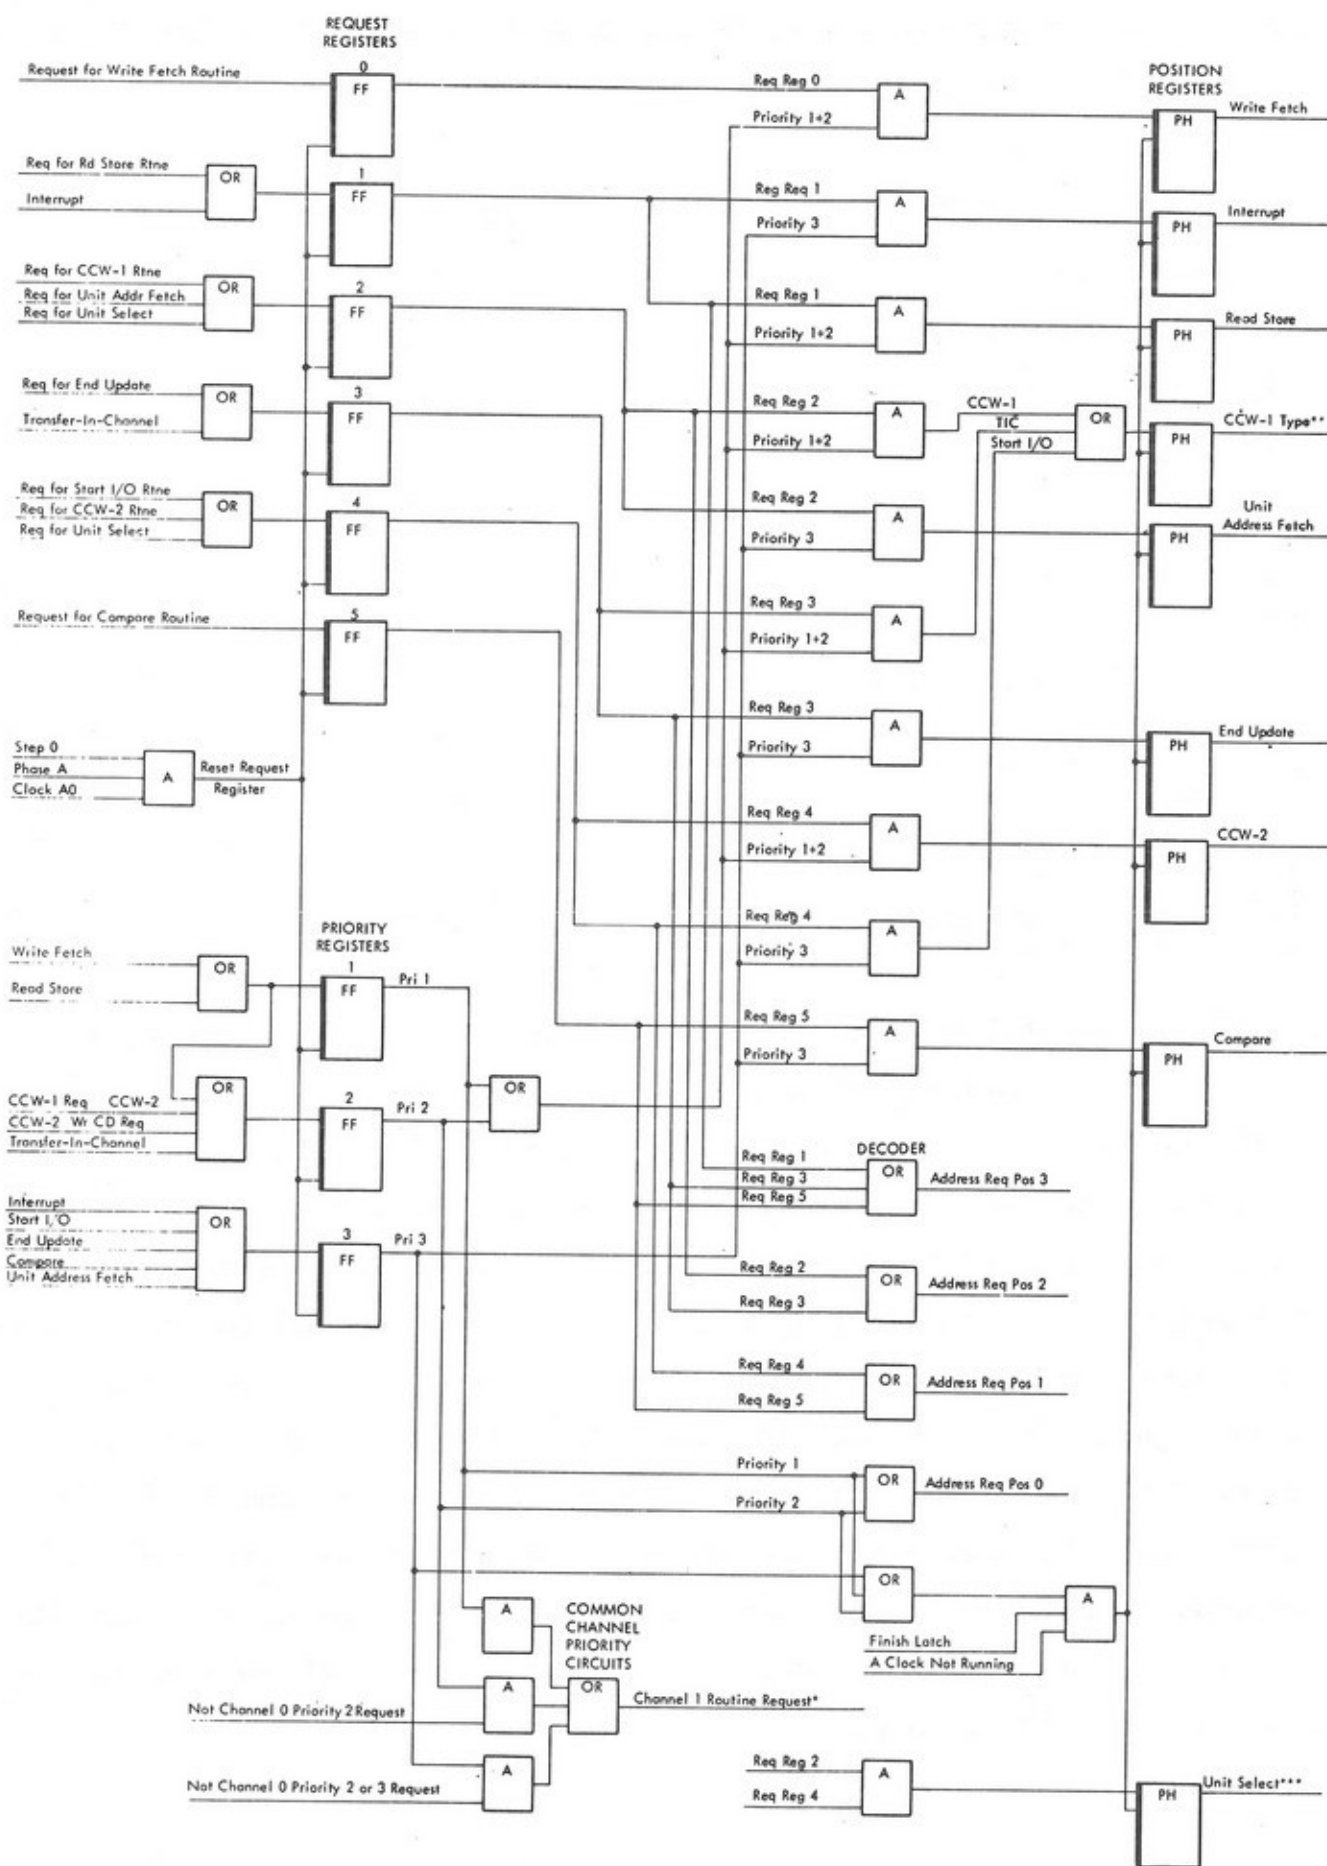 REQUEST
REGISTERS
0
Request for Write Fetch Routine
FF
Req Reg 0
A
Priority 1+2
POSITION
REGISTERS
PH
Write Fetch
Req for Rd Store Rtne
Interrupt
OR
1
FF
Reg Req 1
Priority 3
A
PH
Interrupt
Req for CCW-1 Rtne
Req for Unit Addr Fetch
Req for Unit Select
OR
2
FF
Req Reg 1
Priority 1+2
A
PH
Read Store
Req for End Update
Transfer-In-Channel
OR
3
FF
Req Reg 2
Priority 1+2
A
CCW-1
TIC
Start I/O
OR
PH
CCW-1 Type**
Req for Start I/O Rtne
Req for CCW-2 Rtne
Req for Unit Select
OR
4
FF
Req Reg 2
Priority 3
A
PH
Unit
Address Fetch
Request for Compare Routine
5
FF
Req Reg 3
Priority 1+2
A
Req Reg 3
Priority 3
A
PH
End Update
Step 0
Phase A
Clock A0
A
Reset Request
Register
Req Reg 4
Priority 1+2
A
PH
CCW-2
Req Reg 4
Priority 3
A
PRIORITY
REGISTERS
Write Fetch
Read Store
OR
1
FF
Pri 1
Req Reg 5
Priority 3
A
PH
Compare
CCW-1 Req CCW-2
CCW-2 Wr CD Req
Transfer-In-Channel
OR
2
FF
Pri 2
OR
DECODER
Req Reg 1
Req Reg 3
Req Reg 5
OR
Address Req Pos 3
Interrupt
Start I/O
End Update
Compare
Unit Address Fetch
OR
3
FF
Pri 3
Req Reg 2
Req Reg 3
OR
Address Req Pos 2
Req Reg 4
Req Reg 5
OR
Address Req Pos 1
Priority 1
Priority 2
OR
Address Req Pos 0
OR
A
Finish Latch
A Clock Not Running
A
COMMON
CHANNEL
PRIORITY
CIRCUITS
Not Channel 0 Priority 2 Request
A
OR
Channel 1 Routine Request*
Not Channel 0 Priority 2 or 3 Request
A
Req Reg 2
Req Reg 4
A
PH
Unit Select***